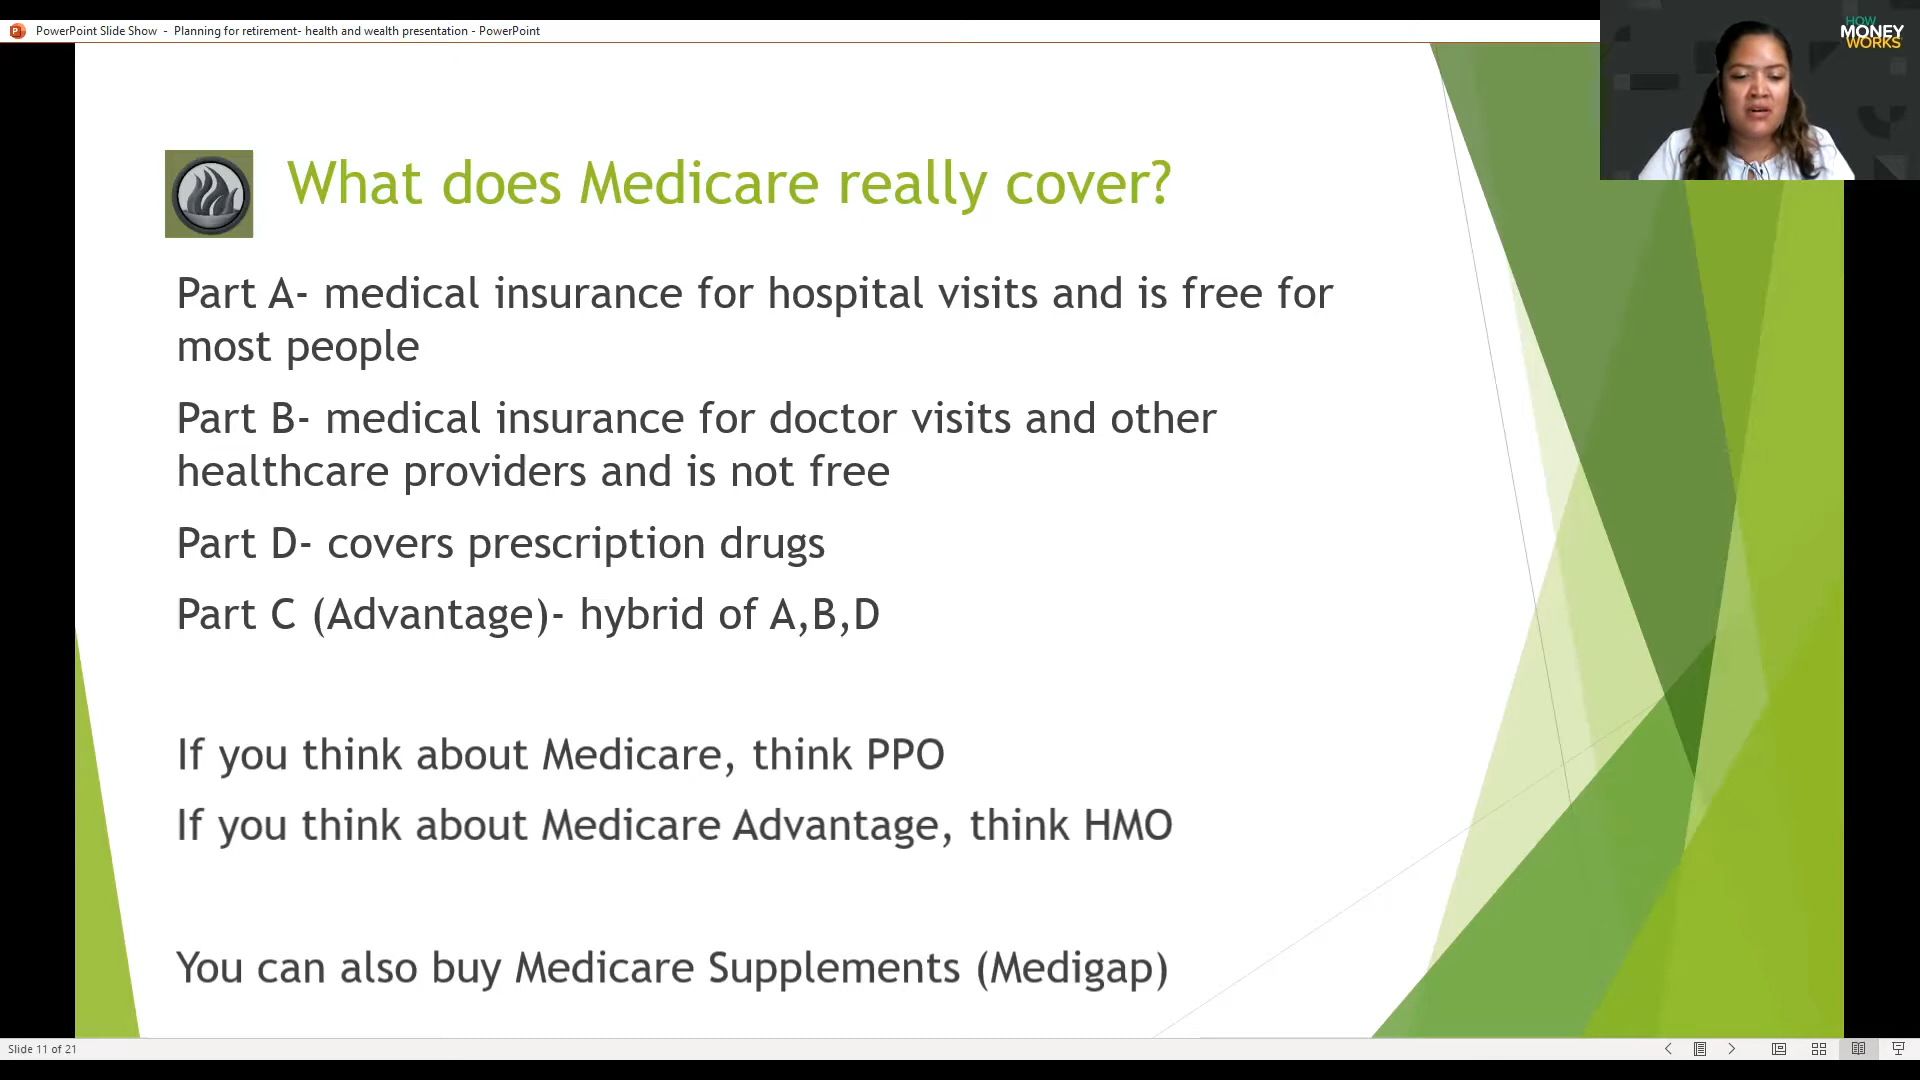 PowerPoint Slide Show - Planning for retirement- health and wealth presentation - PowerPoint
HOW
MONEY
WORKS
What does Medicare really cover?
Part A- medical insurance for hospital visits and is free for
most people
Part B- medical insurance for doctor visits and other
healthcare providers and is not free
Part D- covers prescription drugs
Part C (Advantage)- hybrid of A,B,D
If you think about Medicare, think PPO
If you think about Medicare Advantage, think HMO
You can also buy Medicare Supplements (Medigap)
Slide 11 of 21